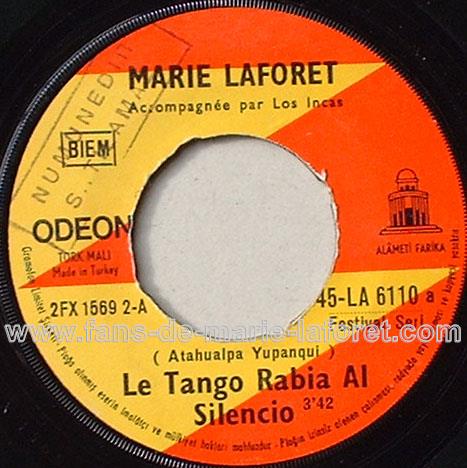 MARIE LAFORET
Accompagnée par Los Incas
BIEM
NUMUNEDIR
ODEON
TÜRK MALI
Made in Turkey
ALÂMETİ FARİKA
2FX 1569 2-A
45-LA 6110 a
Festival Seri
www.fans-de-marie-laforet.com
( Atahualpa Yupanqui )
Le Tango Rabia Al
Silencio 3'42